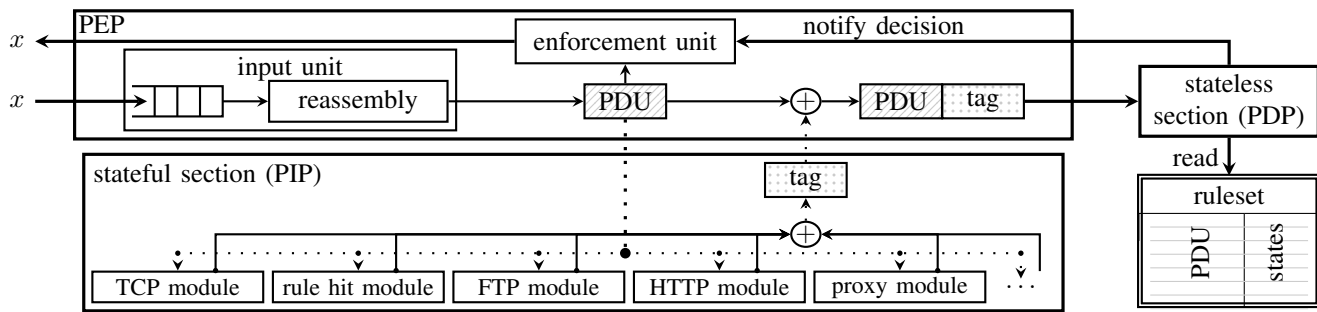 PEP
notify decision
x
enforcement unit
input unit
x
reassembly
PDU
+
PDU
tag
stateless
section (PDP)
read
stateful section (PIP)
tag
ruleset
+
PDU
states
TCP module
rule hit module
FTP module
HTTP module
proxy module
. . .